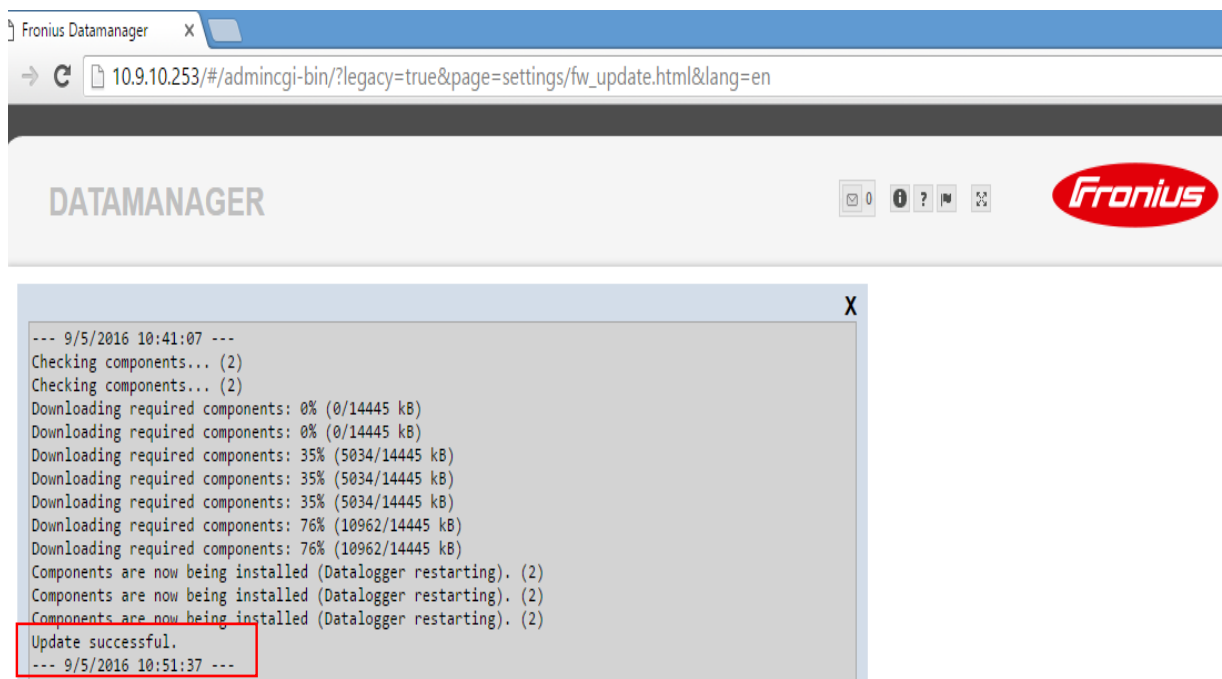 Fronius Datamanager x
10.9.10.253/#/admincgi-bin/?legacy=true&page=settings/fw_update.html&lang=en
DATAMANAGER
0 i ?
Fronius
X
--- 9/5/2016 10:41:07 ---
Checking components... (2)
Checking components... (2)
Downloading required components: 0% (0/14445 kB)
Downloading required components: 0% (0/14445 kB)
Downloading required components: 35% (5034/14445 kB)
Downloading required components: 35% (5034/14445 kB)
Downloading required components: 35% (5034/14445 kB)
Downloading required components: 76% (10962/14445 kB)
Downloading required components: 76% (10962/14445 kB)
Components are now being installed (Datalogger restarting). (2)
Components are now being installed (Datalogger restarting). (2)
Components are now being installed (Datalogger restarting). (2)
Update successful.
--- 9/5/2016 10:51:37 ---